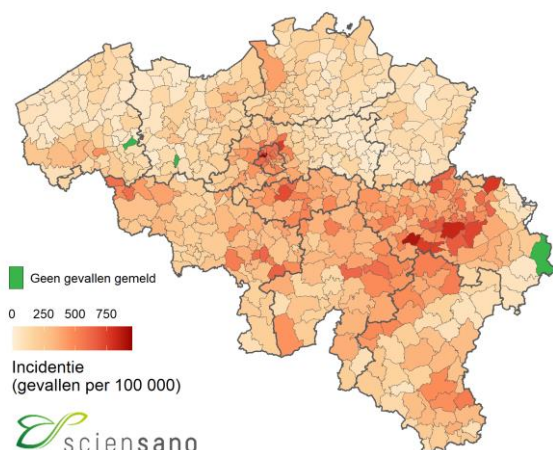 Geen gevallen gemeld
0 250 500 750
Incidentie
(gevallen per 100 000)
sciensano